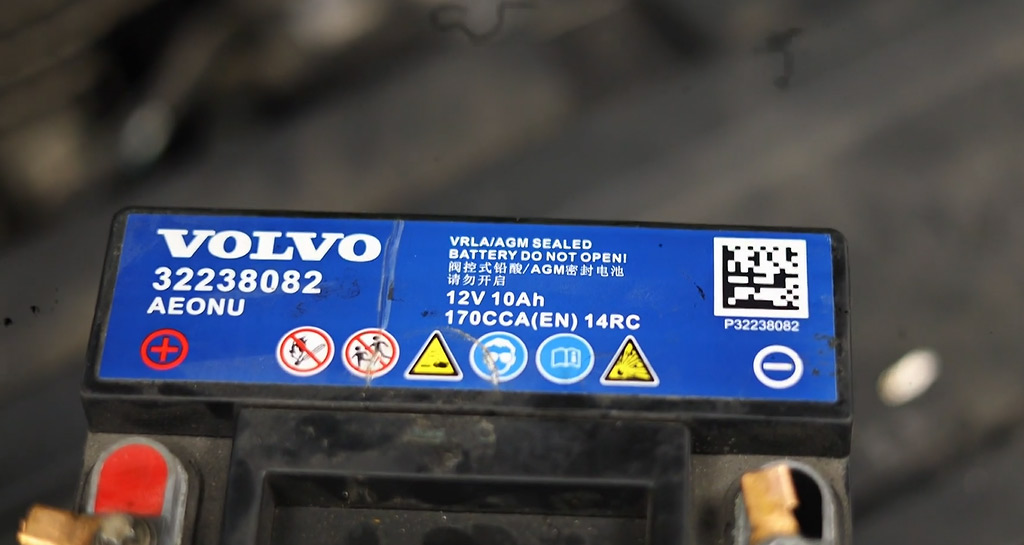 VOLVO
32238082
AEONU
VRLA/AGM SEALED
BATTERY DO NOT OPEN!
阀控式铅酸/AGM密封电池
请勿开启
12V 10Ah
170CCA(EN) 14RC
P32238082